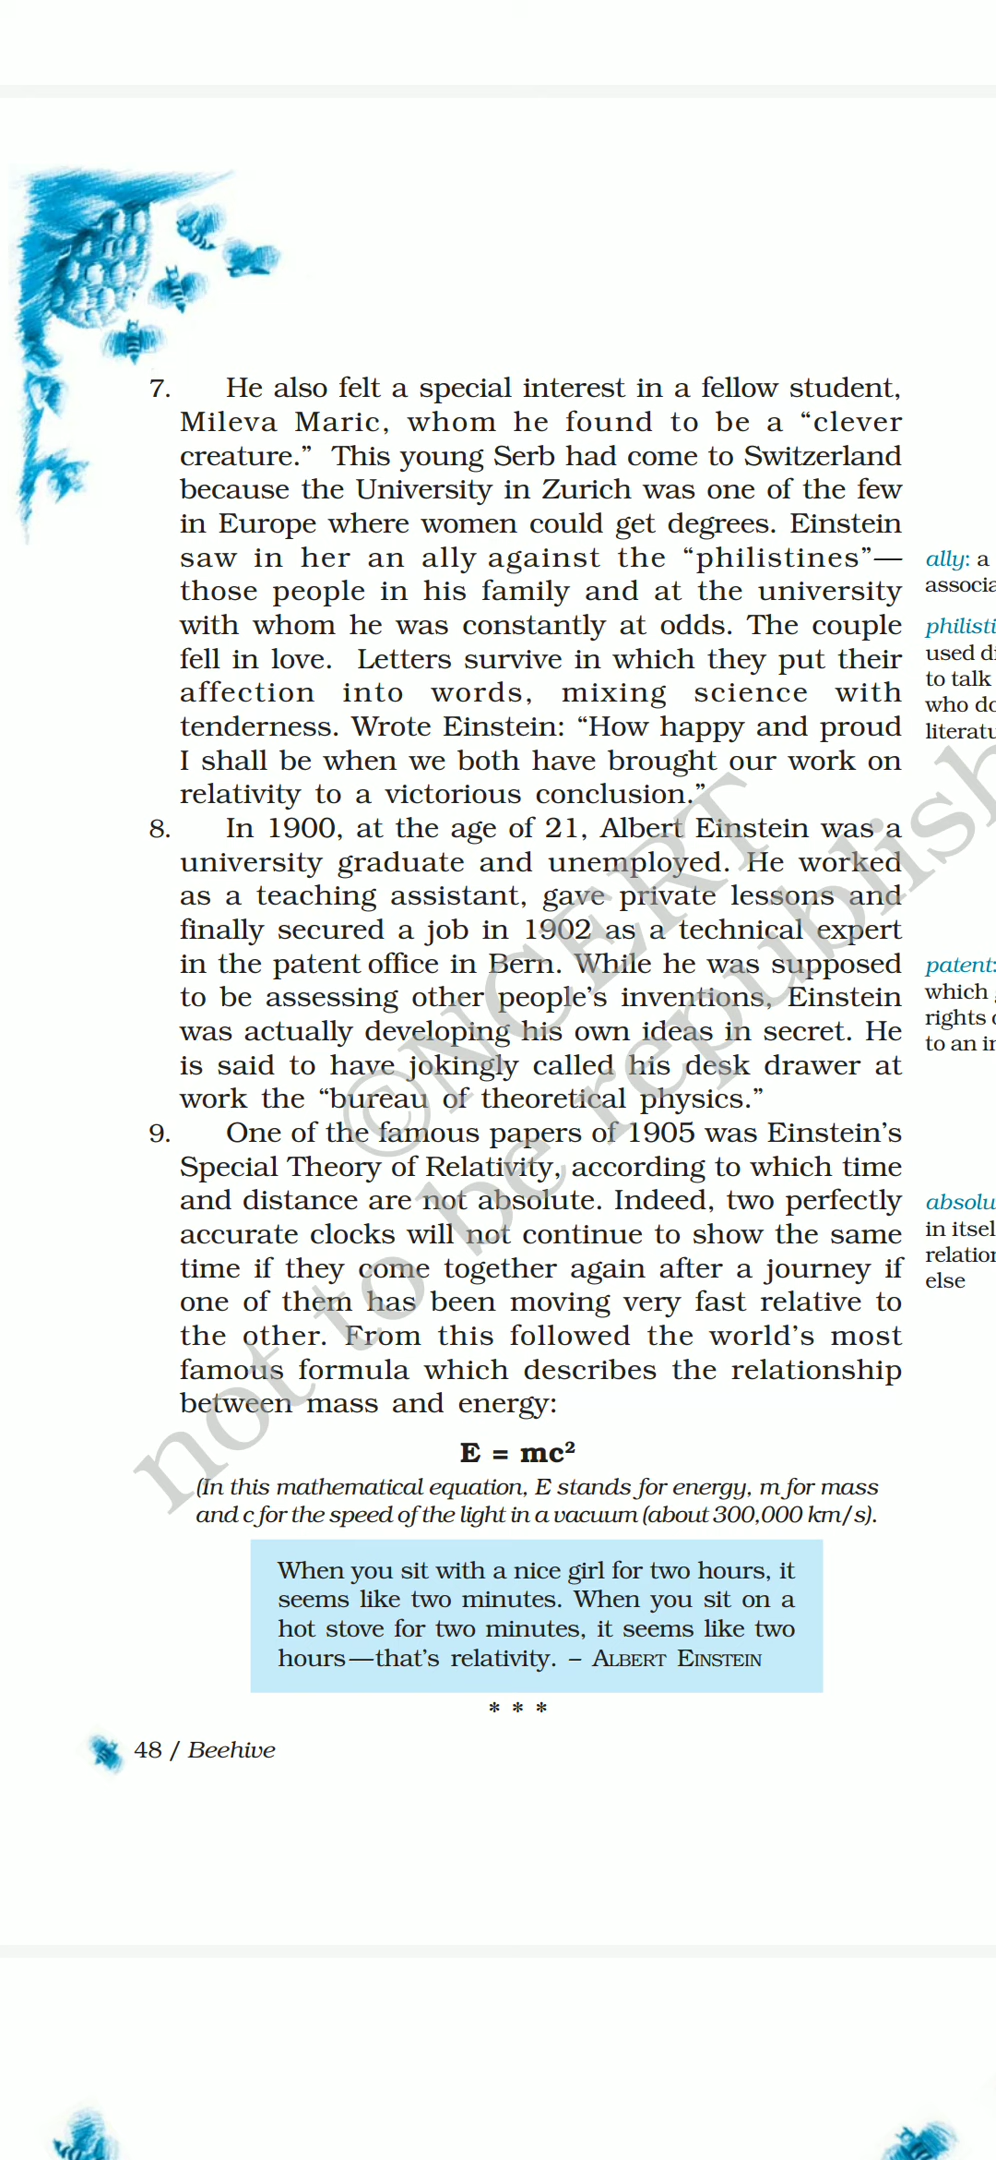 7. He also felt a special interest in a fellow student,
Mileva Maric, whom he found to be a “clever
creature.” This young Serb had come to Switzerland
because the University in Zurich was one of the few
in Europe where women could get degrees. Einstein
saw in her an ally against the “philistines”—
those people in his family and at the university
with whom he was constantly at odds. The couple
fell in love. Letters survive in which they put their
affection into words, mixing science with
tenderness. Wrote Einstein: “How happy and proud
I shall be when we both have brought our work on
relativity to a victorious conclusion.”
8. In 1900, at the age of 21, Albert Einstein was a
university graduate and unemployed. He worked
as a teaching assistant, gave private lessons and
finally secured a job in 1902 as a technical expert
in the patent office in Bern. While he was supposed
to be assessing other people’s inventions, Einstein
was actually developing his own ideas in secret. He
is said to have jokingly called his desk drawer at
work the “bureau of theoretical physics.”
9. One of the famous papers of 1905 was Einstein’s
Special Theory of Relativity, according to which time
and distance are not absolute. Indeed, two perfectly
accurate clocks will not continue to show the same
time if they come together again after a journey if
one of them has been moving very fast relative to
the other. From this followed the world’s most
famous formula which describes the relationship
between mass and energy:
E = mc²
(In this mathematical equation, E stands for energy, m for mass
and c for the speed of the light in a vacuum (about 300,000 km/s).
When you sit with a nice girl for two hours, it
seems like two minutes. When you sit on a
hot stove for two minutes, it seems like two
hours—that’s relativity. – ALBERT EINSTEIN
* * *
48 / Beehive
ally: a
used
to talk
who
patent:
which
rights
to an
in
else
©NCERT
not to be republish